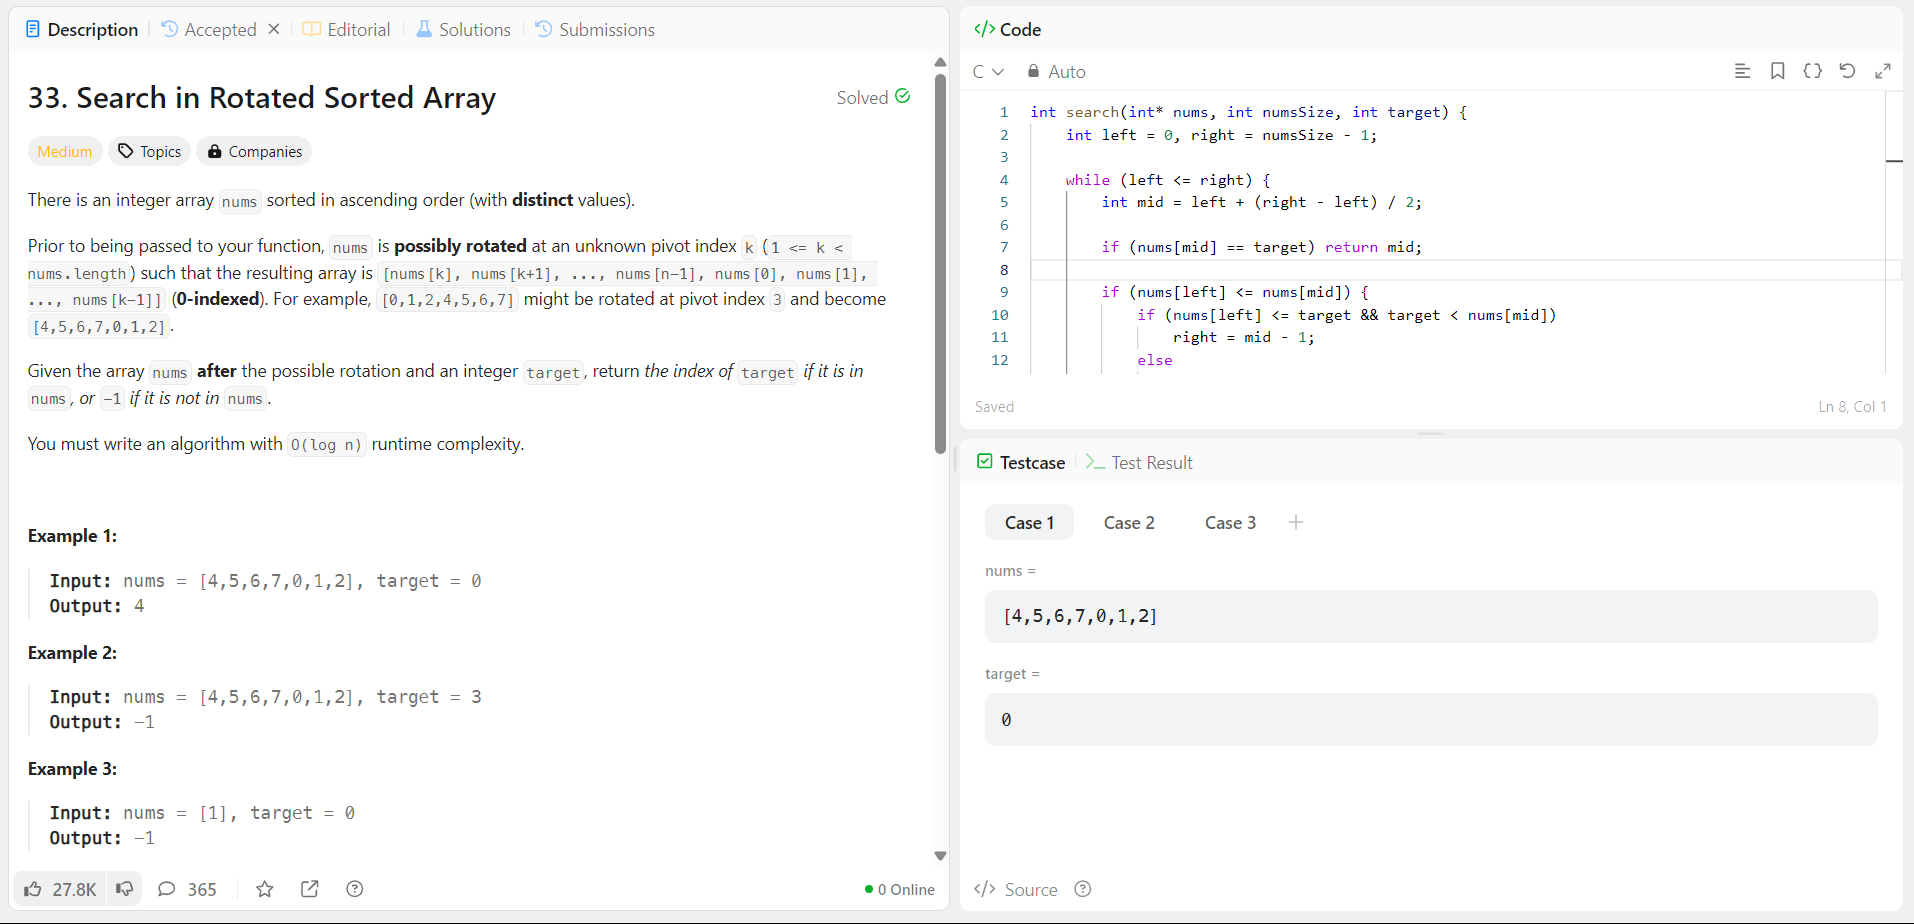 Description
Accepted
Editorial
Solutions
Submissions
33. Search in Rotated Sorted Array
Solved
Medium
Topics
Companies
There is an integer array nums sorted in ascending order (with distinct values).
Prior to being passed to your function, nums is possibly rotated at an unknown pivot index k (1 <= k <
nums.length) such that the resulting array is [nums[k], nums[k+1], ..., nums[n-1], nums[0], nums[1],
..., nums[k-1]] (0-indexed). For example, [0,1,2,4,5,6,7] might be rotated at pivot index 3 and become
[4,5,6,7,0,1,2].
Given the array nums after the possible rotation and an integer target, return the index of target if it is in
nums, or -1 if it is not in nums.
You must write an algorithm with O(log n) runtime complexity.
Example 1:
Input: nums = [4,5,6,7,0,1,2], target = 0
Output: 4
Example 2:
Input: nums = [4,5,6,7,0,1,2], target = 3
Output: -1
Example 3:
Input: nums = [1], target = 0
Output: -1
27.8K
365
0 Online
</> Code
C
Auto
1 int search(int* nums, int numsSize, int target) {
2 int left = 0, right = numsSize - 1;
3
4 while (left <= right) {
5 int mid = left + (right - left) / 2;
6
7 if (nums[mid] == target) return mid;
8
9 if (nums[left] <= nums[mid]) {
10 if (nums[left] <= target && target < nums[mid])
11 right = mid - 1;
12 else
Saved
Ln 8, Col 1
Testcase
Test Result
Case 1
Case 2
Case 3
nums =
[4,5,6,7,0,1,2]
target =
0
</> Source